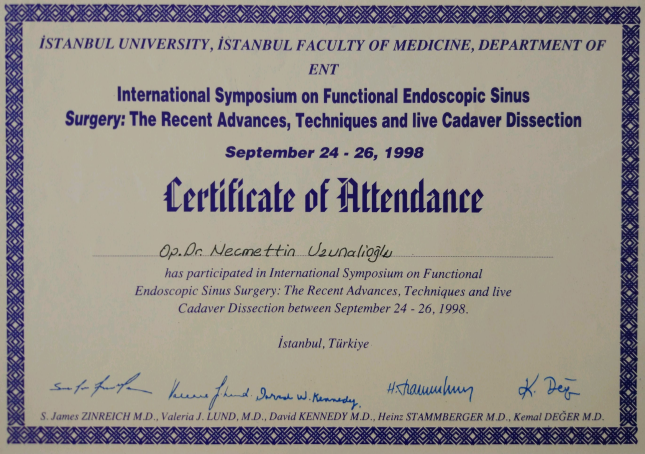 İSTANBUL UNIVERSITY, İSTANBUL FACULTY OF MEDICINE, DEPARTMENT OF
ENT
International Symposium on Functional Endoscopic Sinus
Surgery: The Recent Advances, Techniques and live Cadaver Dissection
September 24 - 26, 1998
Certificate of Attendance
Op.Dr. Necmettin Uzunalioğlu
has participated in International Symposium on Functional
Endoscopic Sinus Surgery: The Recent Advances, Techniques and live
Cadaver Dissection between September 24 - 26, 1998.
İstanbul, Türkiye
David W. Kennedy H. Stammberger K. Değ
S. James ZINREICH M.D., Valeria J. LUND, M.D., David KENNEDY M.D., Heinz STAMMBERGER M.D., Kemal DEĞER M.D.